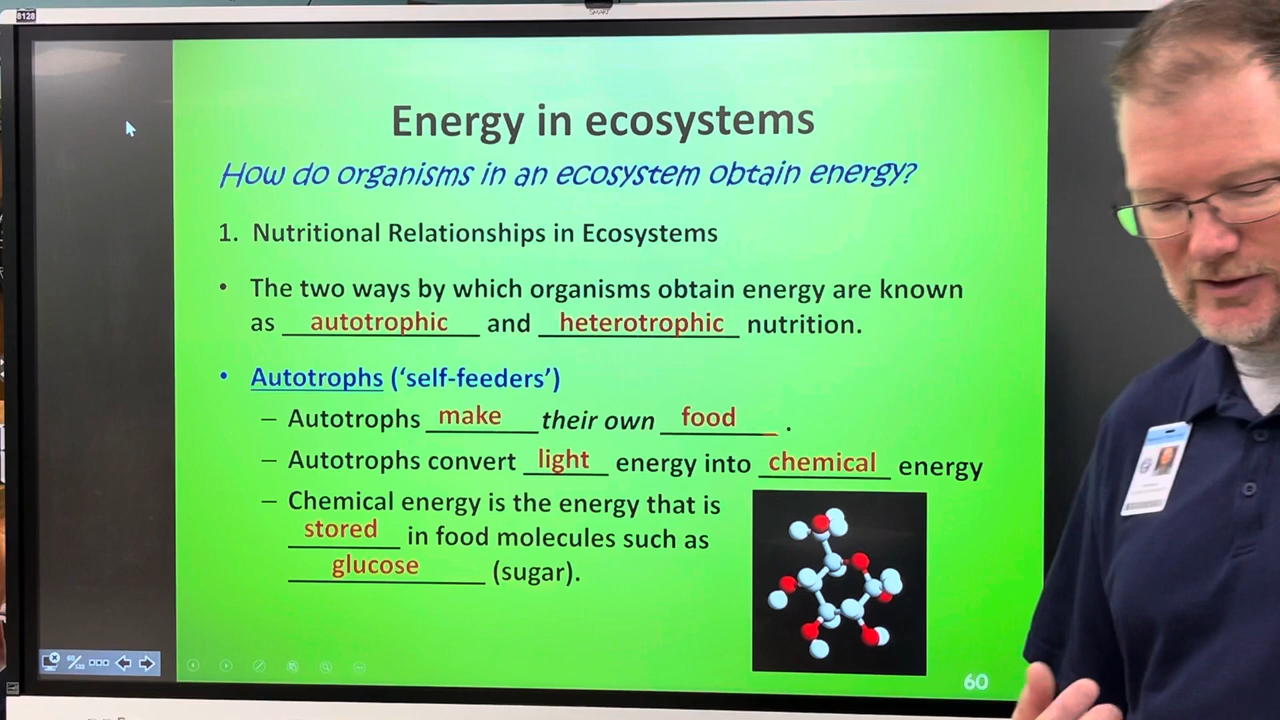 8128
SMART
Energy in ecosystems
How do organisms in an ecosystem obtain energy?
1. Nutritional Relationships in Ecosystems
• The two ways by which organisms obtain energy are known
as autotrophic and heterotrophic nutrition.
• Autotrophs (‘self-feeders’)
– Autotrophs make their own food .
– Autotrophs convert light energy into chemical energy
– Chemical energy is the energy that is
stored in food molecules such as
glucose (sugar).
60